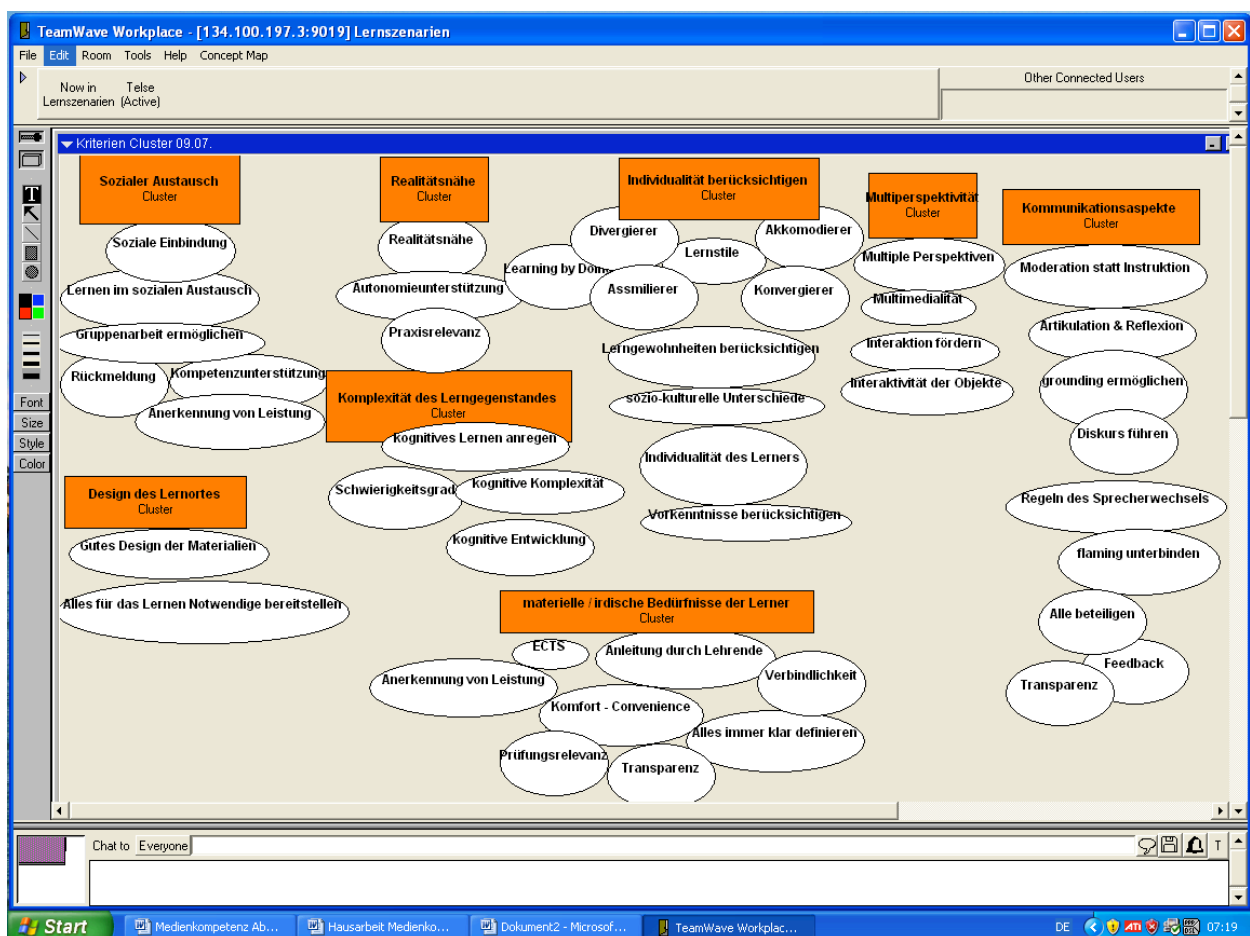 TeamWave Workplace - [134.100.197.3:9019] Lernszenarien
File Edit Room Tools Help Concept Map
Now in
Lernszenarien
Telse
(Active)
Other Connected Users
Kriterien Cluster 09.07.
T
Font
Size
Style
Color
Sozialer Austausch
Cluster
Soziale Einbindung
Lernen im sozialen Austausch
Gruppenarbeit ermöglichen
Rückmeldung
Kompetenzunterstützung
Anerkennung von Leistung
Realitätsnähe
Cluster
Realitätsnähe
Autonomieunterstützung
Praxisrelevanz
Learning by
Individualität berücksichtigen
Cluster
Divergierer
Akkomodierer
Lernstile
Assmilierer
Konvergierer
Lerngewohnheiten berücksichtigen
sozio-kulturelle Unterschiede
Individualität des Lerners
Vorkenntnisse berücksichtigen
Multiperspektivität
Cluster
Multiple Perspektiven
Multimedialität
Interaktion fördern
Interaktivität der Objekte
Kommunikationsaspekte
Cluster
Moderation statt Instruktion
Artikulation & Reflexion
grounding ermöglichen
Diskurs führen
Regeln des Sprecherwechsels
flaming unterbinden
Alle beteiligen
Feedback
Transparenz
Komplexität des Lerngegenstandes
Cluster
kognitives Lernen anregen
Schwierigkeitsgrad
kognitive Komplexität
kognitive Entwicklung
Design des Lernortes
Cluster
Gutes Design der Materialien
Alles für das Lernen Notwendige bereitstellen
materielle / irdische Bedürfnisse der Lerner
Cluster
ECTS
Anleitung durch Lehrende
Anerkennung von Leistung
Verbindlichkeit
Komfort - Convenience
Alles immer klar definieren
Prüfungsrelevanz
Transparenz
Chat to Everyone
T
Start
Medienkompetenz Ab...
Hausarbeit Medienko...
Dokument2 - Microsof...
TeamWave Workplac...
DE
ATI
07:19